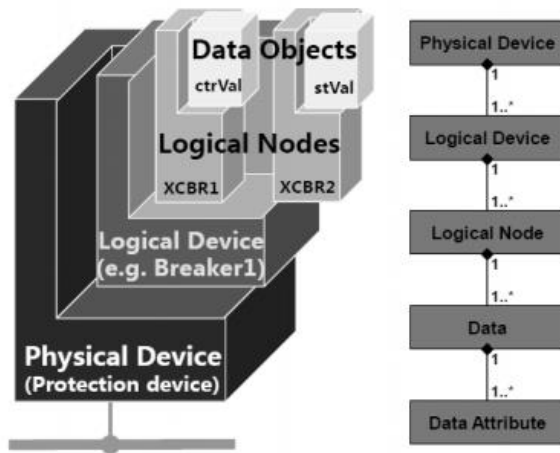 Data Objects
ctrVal
stVal
Logical Nodes
XCBR1
XCBR2
Logical Device
(e.g. Breaker1)
Physical Device
(Protection device)
Physical Device
1
1..*
Logical Device
1
1..*
Logical Node
1
1..*
Data
1
1..*
Data Attribute